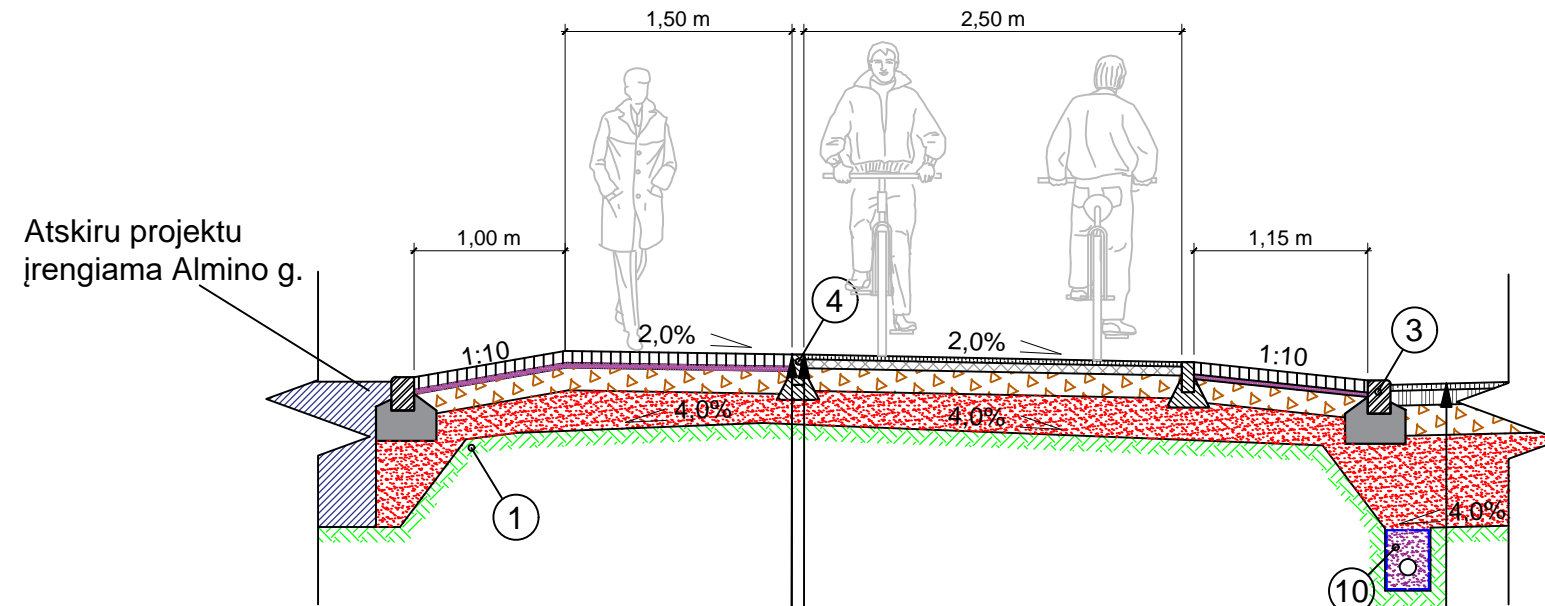 1,50 m
2,50 m
Atskiru projektu
įrengiama Almino g.
1,00 m
1,15 m
4
3
1:10
2,0%
2,0%
1:10
4,0%
4,0%
1
4,0%
10